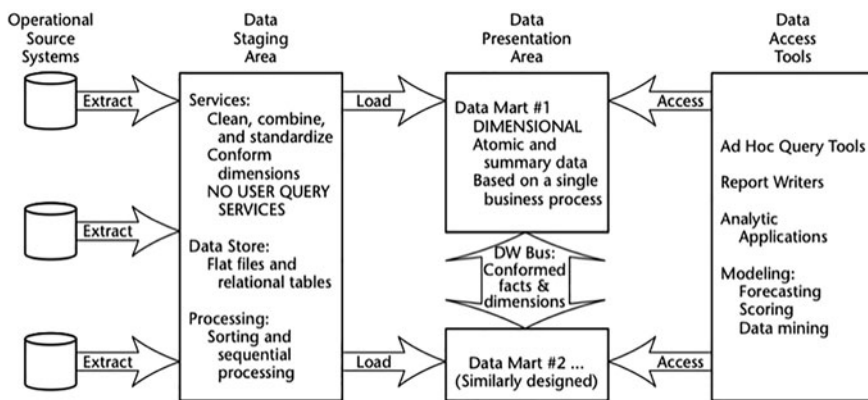 Operational
Source
Systems
Data
Staging
Area
Data
Presentation
Area
Data
Access
Tools
Extract
Extract
Extract
Services:
Clean, combine,
and standardize
Conform
dimensions
NO USER QUERY
SERVICES
Data Store:
Flat files and
relational tables
Processing:
Sorting and
sequential
processing
Load
Load
Data Mart #1
DIMENSIONAL
Atomic and
summary data
Based on a single
business process
DW Bus:
Conformed
facts &
dimensions
Data Mart #2 ...
(Similarly designed)
Access
Access
Ad Hoc Query Tools
Report Writers
Analytic
Applications
Modeling:
Forecasting
Scoring
Data mining